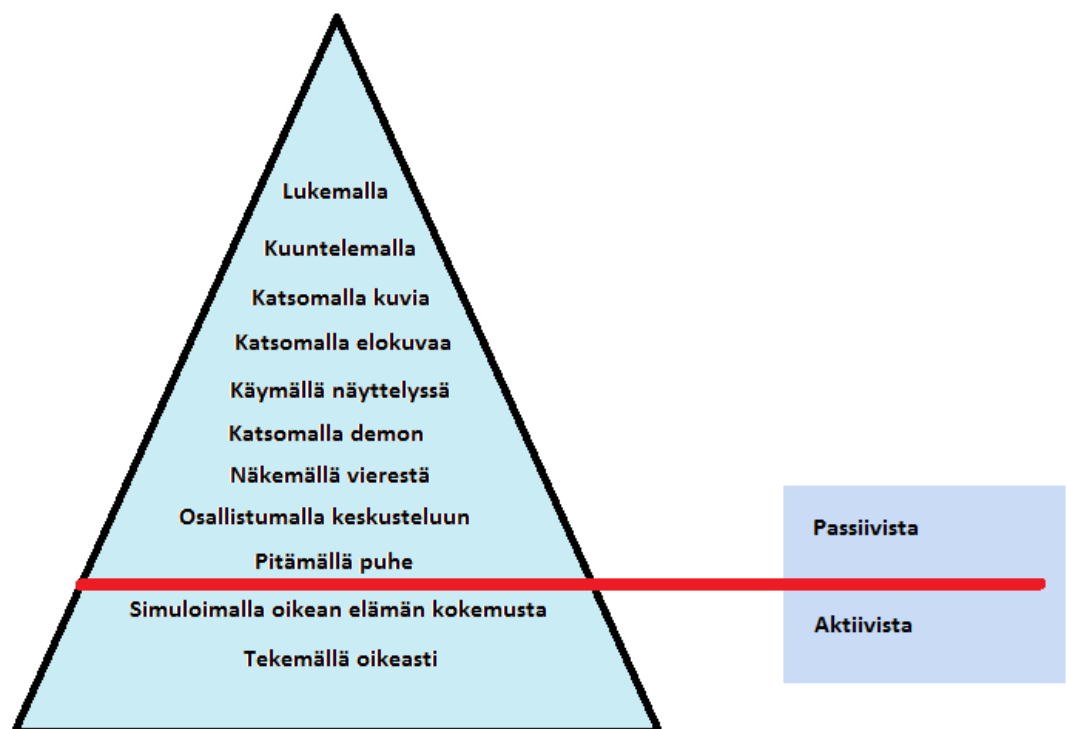 Lukemalla
Kuuntelemalla
Katsomalla kuvia
Katsomalla elokuvaa
Käymällä näyttelyssä
Katsomalla demon
Näkemällä vierestä
Osallistumalla keskusteluun
Pitämällä puhe
Simuloimalla oikean elämän kokemusta
Tekemällä oikeasti
Passiivista
Aktiivista